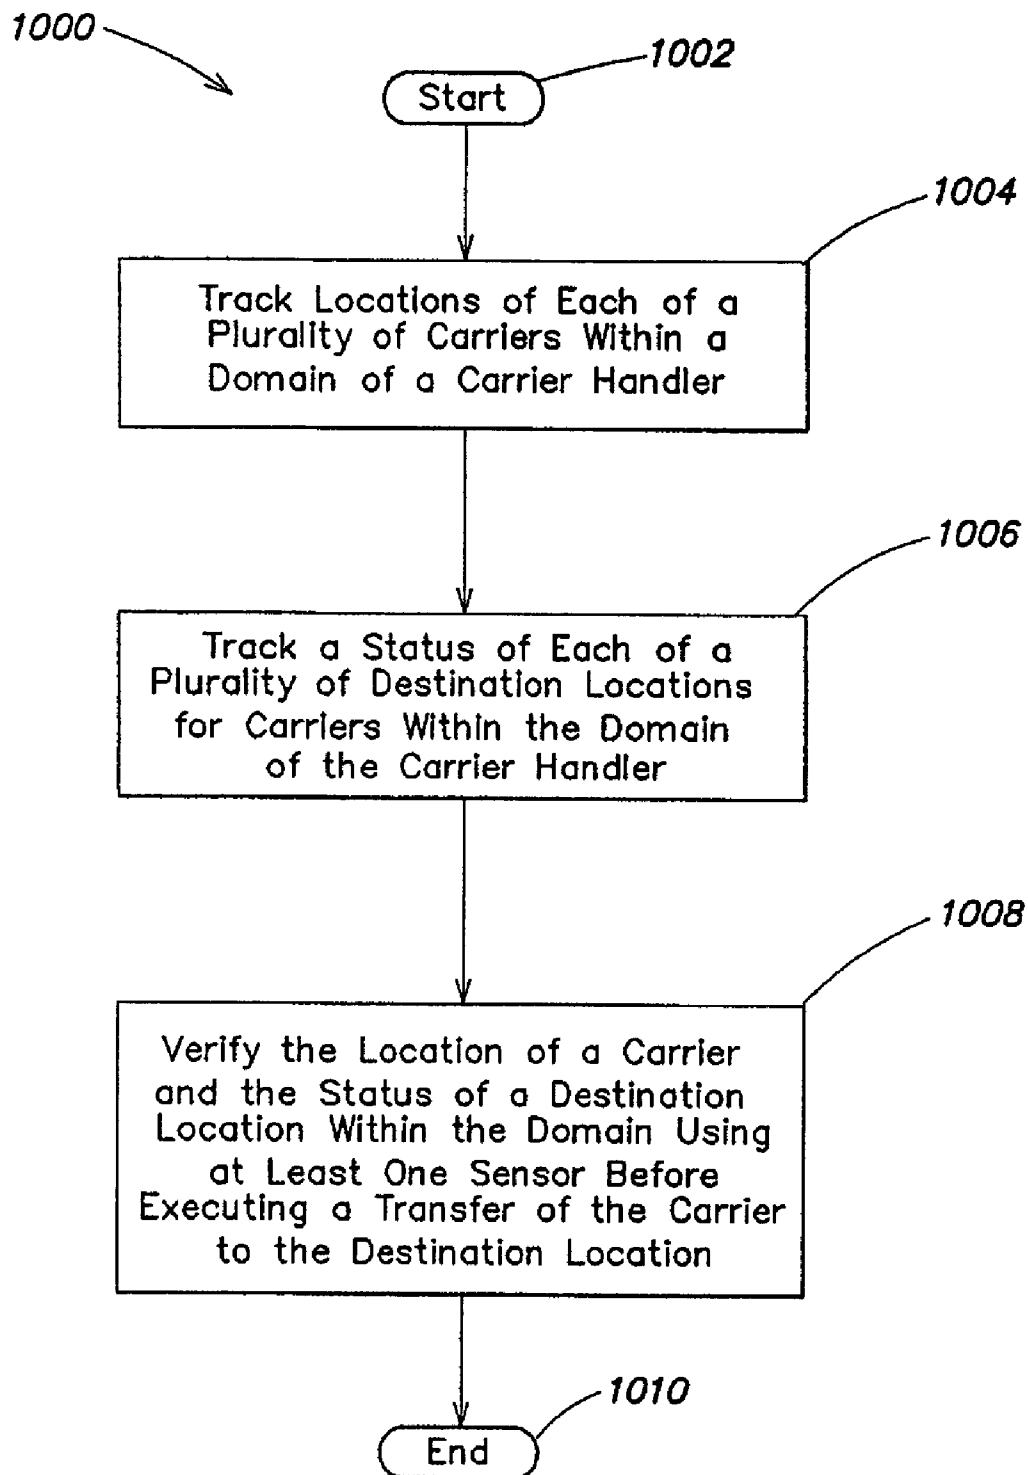 1000
1002
Start
1004
Track Locations of Each of a
Plurality of Carriers Within a
Domain of a Carrier Handler
1006
Track a Status of Each of a
Plurality of Destination Locations
for Carriers Within the Domain
of the Carrier Handler
1008
Verify the Location of a Carrier
and the Status of a Destination
Location Within the Domain Using
at Least One Sensor Before
Executing a Transfer of the Carrier
to the Destination Location
1010
End